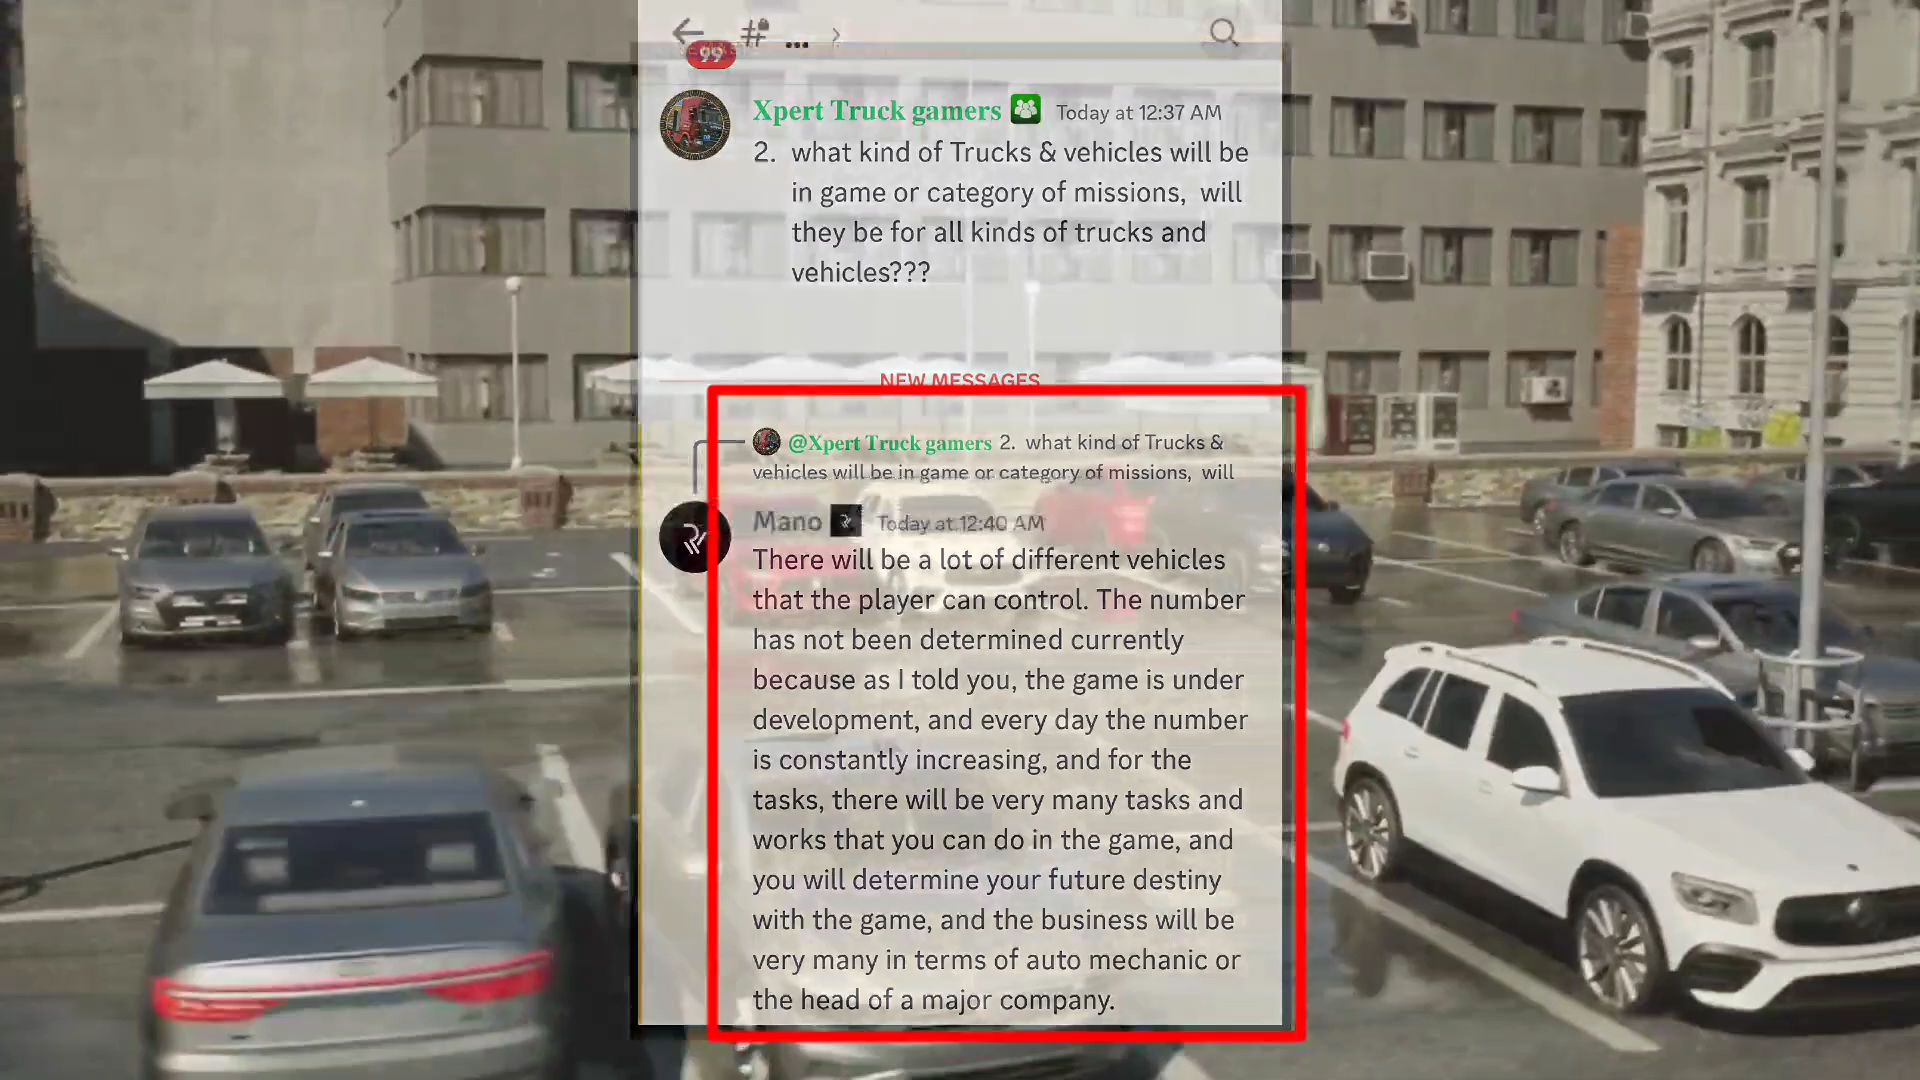 99
Xpert Truck gamers Today at 12:37 AM
2. what kind of Trucks & vehicles will be
in game or category of missions, will
they be for all kinds of trucks and
vehicles???
NEW MESSAGES
@Xpert Truck gamers 2. what kind of Trucks &
vehicles will be in game or category of missions, will
Mano Today at 12:40 AM
There will be a lot of different vehicles
that the player can control. The number
has not been determined currently
because as I told you, the game is under
development, and every day the number
is constantly increasing, and for the
tasks, there will be very many tasks and
works that you can do in the game, and
you will determine your future destiny
with the game, and the business will be
very many in terms of auto mechanic or
the head of a major company.